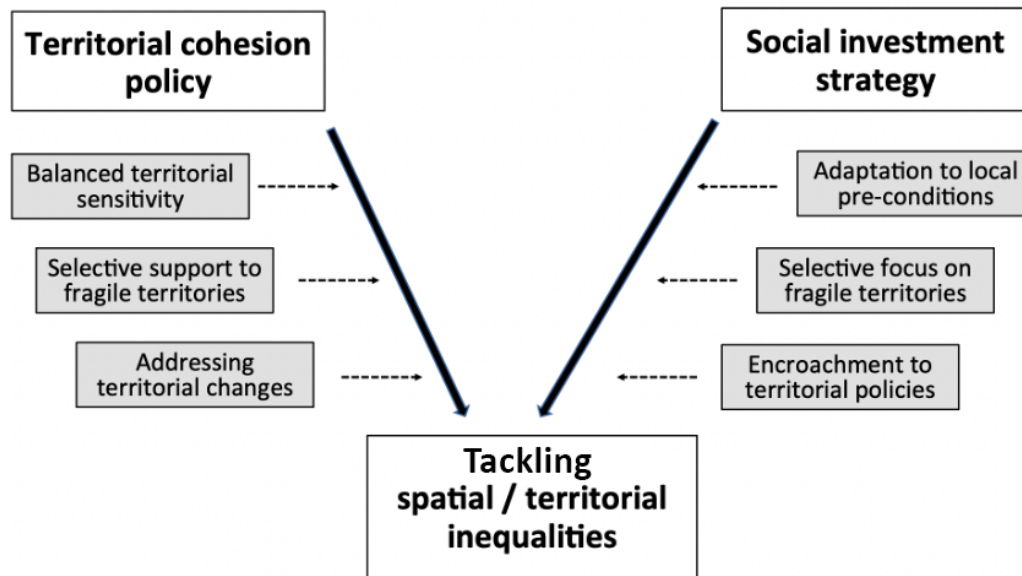 Territorial cohesion
policy
Social investment
strategy
Balanced territorial
sensitivity
Adaptation to local
pre-conditions
Selective support to
fragile territories
Selective focus on
fragile territories
Addressing
territorial changes
Encroachment to
territorial policies
Tackling
spatial / territorial
inequalities